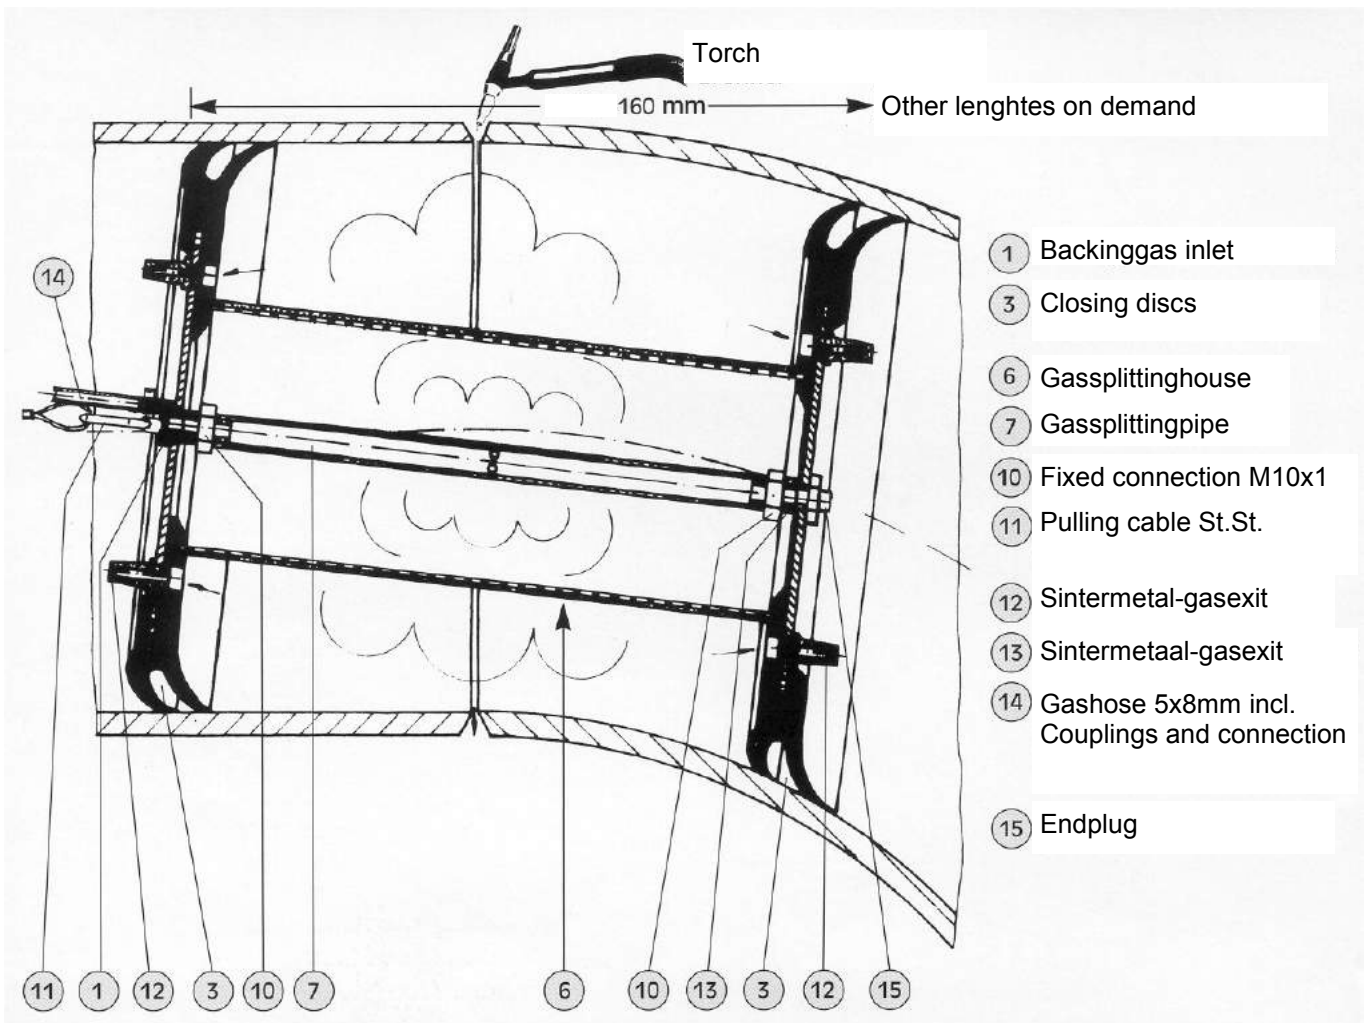 Torch
160 mm
Other lenghtes on demand
14
1 Backinggas inlet
3 Closing discs
6 Gassplittinghouse
7 Gassplittingpipe
10 Fixed connection M10x1
11 Pulling cable St.St.
12 Sintermetal-gasexit
13 Sintermetaal-gasexit
14 Gashose 5x8mm incl.
Couplings and connection
15 Endplug
11 1 12 3 10 7 6 10 13 3 12 15